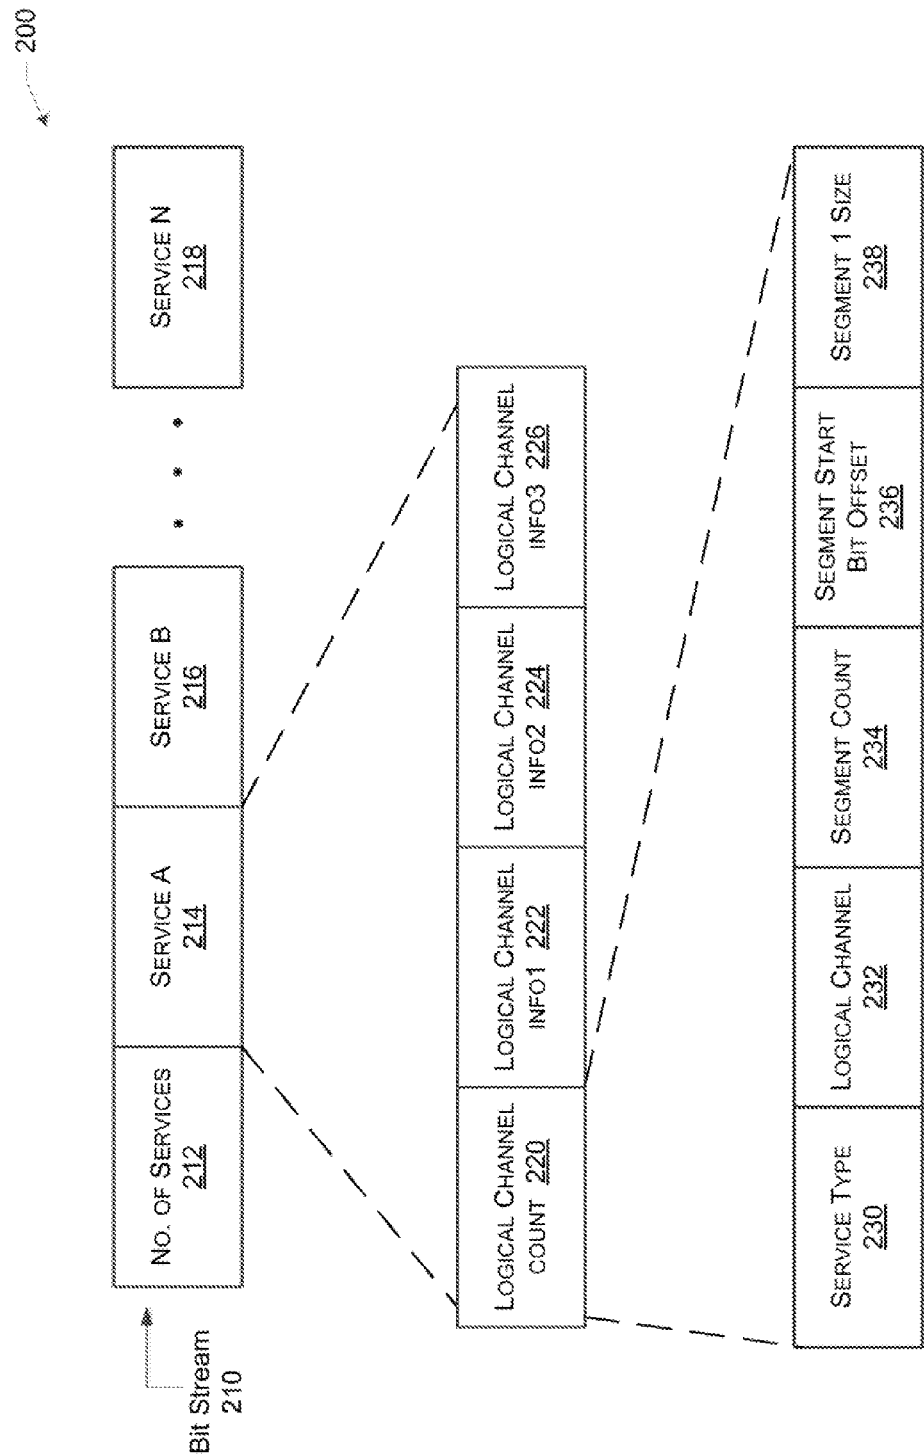 200
Bit Stream
210
NO. OF SERVICES
212
SERVICE A
214
SERVICE B
216
• • •
SERVICE N
218
LOGICAL CHANNEL
COUNT 220
LOGICAL CHANNEL
INFO1 222
LOGICAL CHANNEL
INFO2 224
LOGICAL CHANNEL
INFO3 226
SERVICE TYPE
230
LOGICAL CHANNEL
232
SEGMENT COUNT
234
SEGMENT START
BIT OFFSET
236
SEGMENT 1 SIZE
238